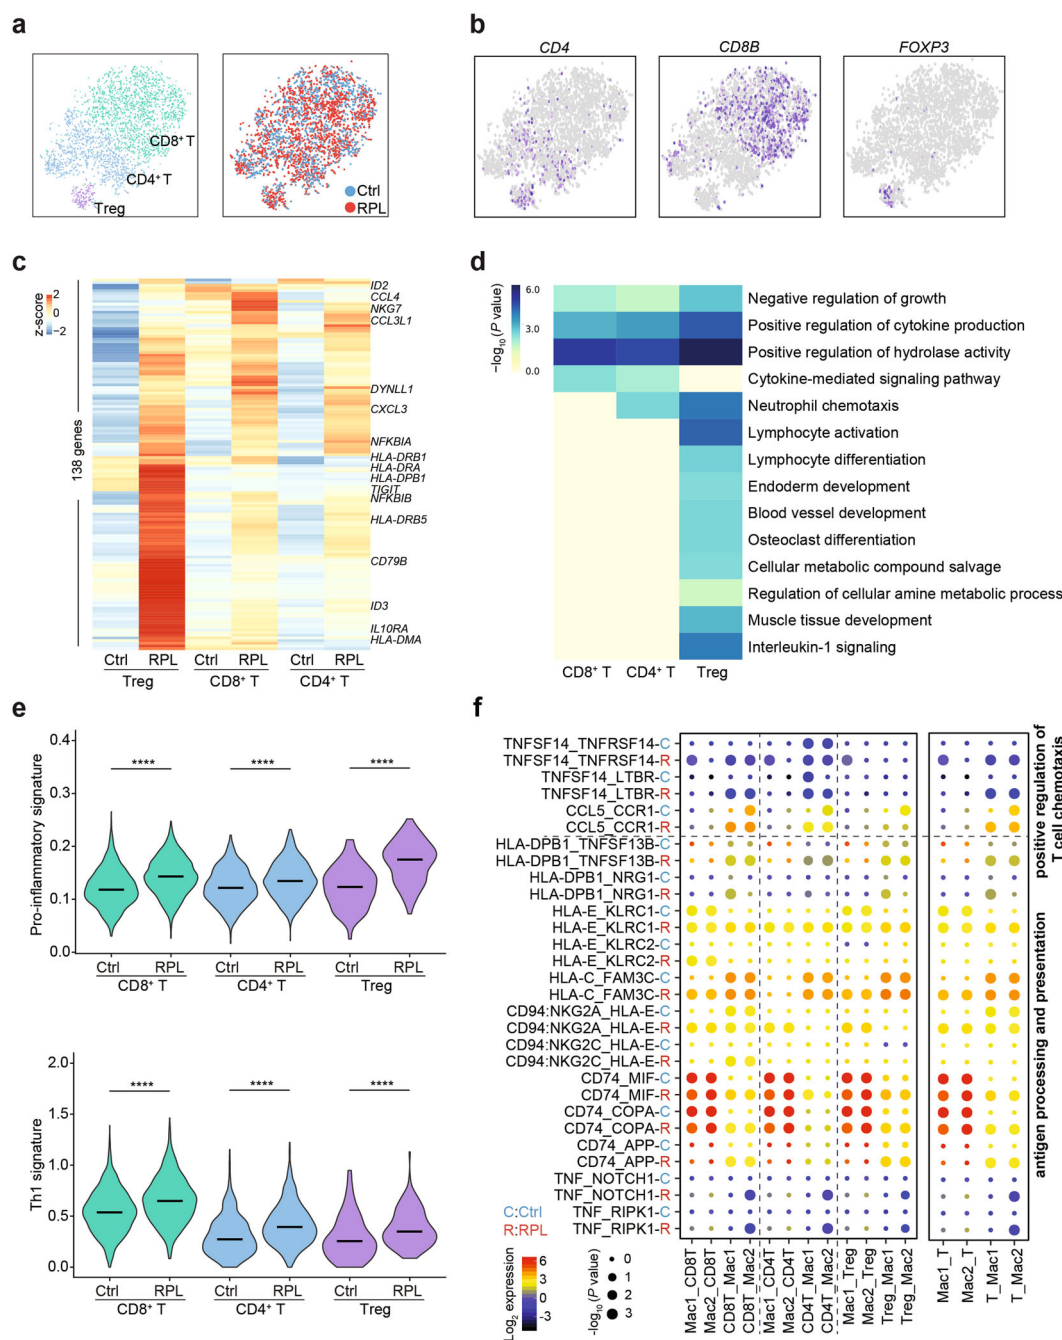 a
CD8⁺ T
CD4⁺ T
Treg
Ctrl
RPL
b
CD4
CD8B
FOXP3
c
z-score
2
−2
138 genes
ID2
CCL4
NKG7
CCL3L1
DYNLL1
CXCL3
NFKBIA
HLA-DRB1
HLA-DRA
HLA-DPB1
TIGIT
NFKBIB
HLA-DRB5
CD79B
ID3
IL10RA
HLA-DMA
Ctrl RPL Ctrl RPL Ctrl RPL
Treg CD8⁺ T CD4⁺ T
d
−log₁₀ (P value)
6.0
3.0
0.0
Negative regulation of growth
Positive regulation of cytokine production
Positive regulation of hydrolase activity
Cytokine-mediated signaling pathway
Neutrophil chemotaxis
Lymphocyte activation
Lymphocyte differentiation
Endoderm development
Blood vessel development
Osteoclast differentiation
Cellular metabolic compound salvage
Regulation of cellular amine metabolic process
Muscle tissue development
Interleukin-1 signaling
CD8⁺ T CD4⁺ T Treg
e
Pro-inflammatory signature
0.4
0.3
0.2
0.1
0.0
**** **** ****
Ctrl RPL Ctrl RPL Ctrl RPL
CD8⁺ T CD4⁺ T Treg
Th1 signature
2.0
1.5
1.0
0.5
0.0
**** **** ****
Ctrl RPL Ctrl RPL Ctrl RPL
CD8⁺ T CD4⁺ T Treg
f
TNFSF14_TNFRSF14-C
TNFSF14_TNFRSF14-R
TNFSF14_LTBR-C
TNFSF14_LTBR-R
CCL5_CCR1-C
CCL5_CCR1-R
HLA-DPB1_TNFSF13B-C
HLA-DPB1_TNFSF13B-R
HLA-DPB1_NRG1-C
HLA-DPB1_NRG1-R
HLA-E_KLRC1-C
HLA-E_KLRC1-R
HLA-E_KLRC2-C
HLA-E_KLRC2-R
HLA-C_FAM3C-C
HLA-C_FAM3C-R
CD94:NKG2A_HLA-E-C
CD94:NKG2A_HLA-E-R
CD94:NKG2C_HLA-E-C
CD94:NKG2C_HLA-E-R
CD74_MIF-C
CD74_MIF-R
CD74_COPA-C
CD74_COPA-R
CD74_APP-C
CD74_APP-R
TNF_NOTCH1-C
TNF_NOTCH1-R
TNF_RIPK1-C
TNF_RIPK1-R
positive regulation of
T cell chemotaxis
antigen processing and presentation
C:Ctrl
R:RPL
Log₂ expression
6
3
0
−3
-log₁₀ (P value)
0
1
2
3
Mac1_CD8T
Mac2_CD8T
CD8T_Mac1
CD8T_Mac2
Mac1_CD4T
Mac2_CD4T
CD4T_Mac1
CD4T_Mac2
Mac1_Treg
Mac2_Treg
Treg_Mac1
Treg_Mac2
Mac1_T
Mac2_T
T_Mac1
T_Mac2